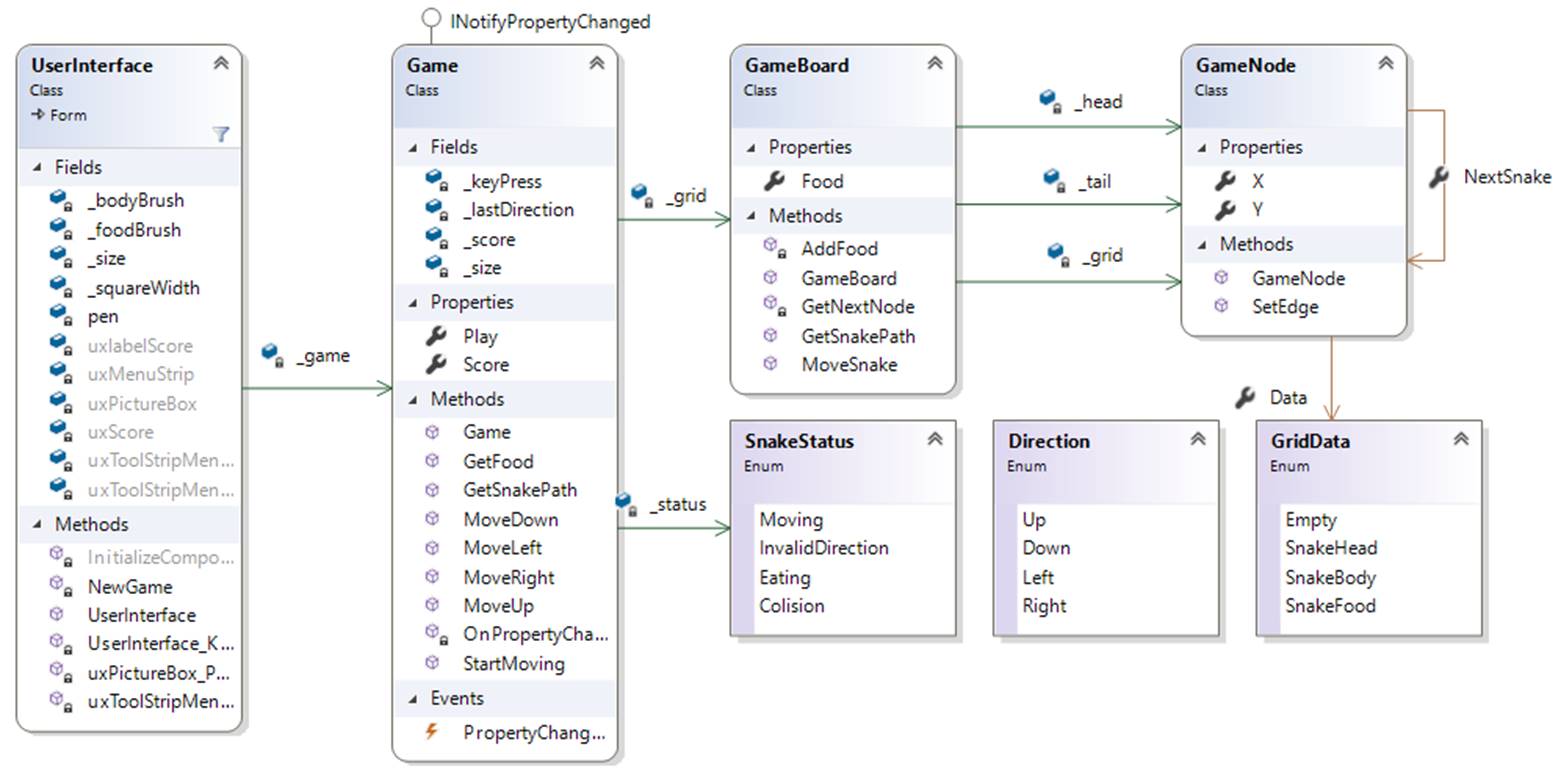 INotifyPropertyChanged
UserInterface
Class
Form
Fields
_bodyBrush
_foodBrush
_size
_squareWidth
pen
uxlabelScore
uxMenuStrip
uxPictureBox
uxScore
uxToolStripMen...
uxToolStripMen...
Methods
InitializeCompo...
NewGame
UserInterface
UserInterface_K...
uxPictureBox_P...
uxToolStripMen...
_game
Game
Class
Fields
_keyPress
_lastDirection
_score
_size
Properties
Play
Score
Methods
Game
GetFood
GetSnakePath
MoveDown
MoveLeft
MoveRight
MoveUp
OnPropertyCha...
StartMoving
Events
PropertyChang...
_grid
_status
GameBoard
Class
Properties
Food
Methods
AddFood
GameBoard
GetNextNode
GetSnakePath
MoveSnake
_head
_tail
_grid
GameNode
Class
Properties
X
Y
Methods
GameNode
SetEdge
NextSnake
Data
SnakeStatus
Enum
Moving
InvalidDirection
Eating
Colision
Direction
Enum
Up
Down
Left
Right
GridData
Enum
Empty
SnakeHead
SnakeBody
SnakeFood